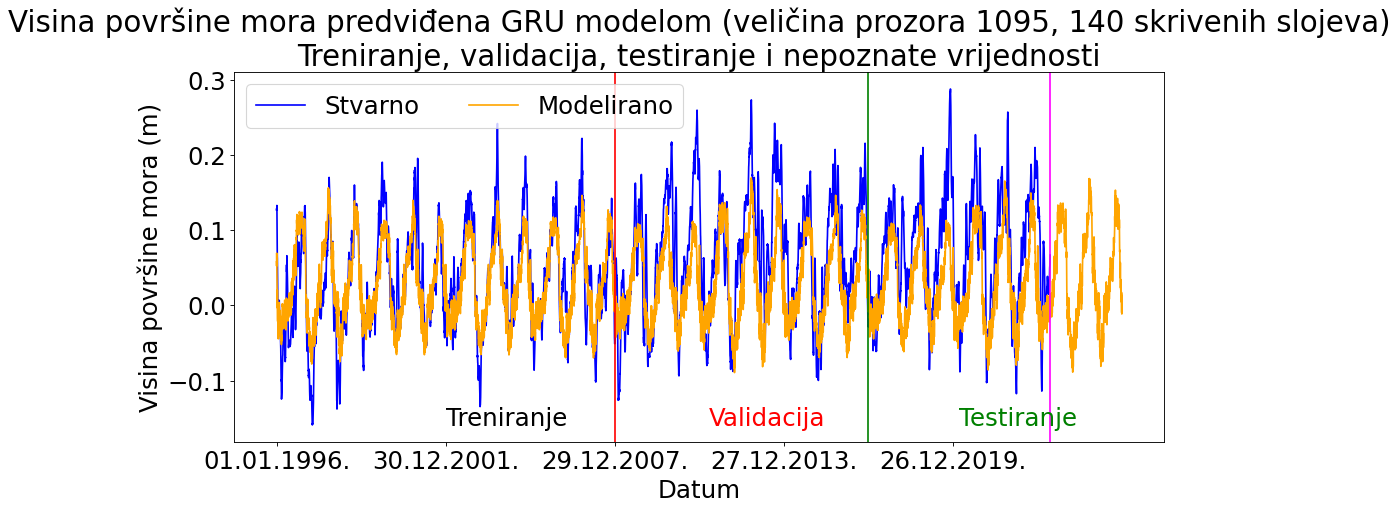 Visina površine mora predviđena GRU modelom (veličina prozora 1095, 140 skrivenih slojeva)
Treniranje, validacija, testiranje i nepoznate vrijednosti
Stvarno
Modelirano
Visina površine mora (m)
0.3
0.2
0.1
0.0
−0.1
Treniranje
Validacija
Testiranje
01.01.1996.
30.12.2001.
29.12.2007.
27.12.2013.
26.12.2019.
Datum